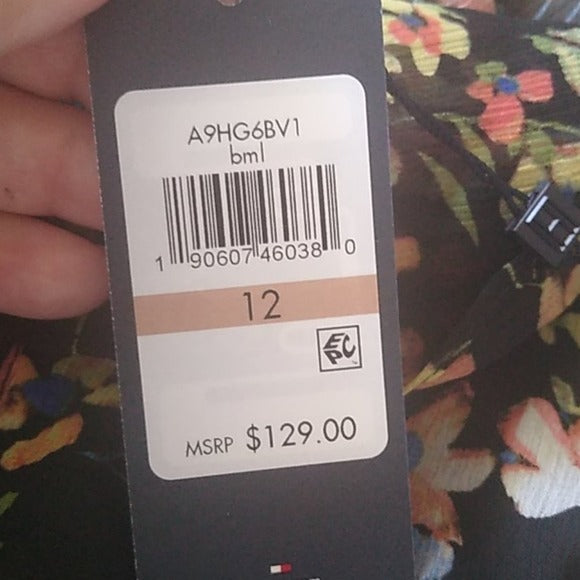 A9HG6BV1
bml
1 90607 46038 0
12
EPC
MSRP $129.00